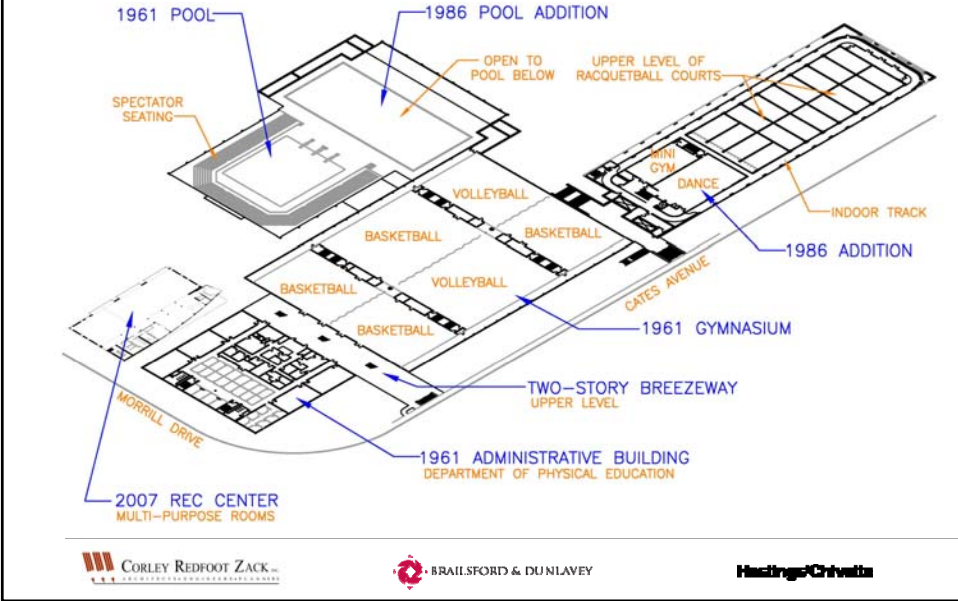 1961 POOL
1986 POOL ADDITION
OPEN TO
POOL BELOW
UPPER LEVEL OF
RACQUETBALL COURTS
SPECTATOR
SEATING
MINI
GYM
DANCE
VOLLEYBALL
BASKETBALL
BASKETBALL
INDOOR TRACK
1986 ADDITION
VOLLEYBALL
BASKETBALL
CATES AVENUE
BASKETBALL
1961 GYMNASIUM
TWO-STORY BREEZEWAY
UPPER LEVEL
MORRILL DRIVE
1961 ADMINISTRATIVE BUILDING
DEPARTMENT OF PHYSICAL EDUCATION
2007 REC CENTER
MULTI-PURPOSE ROOMS
CORLEY REDFOOT ZACK
BRAILSFORD & DUNLAVEY
Hastings+Chivetta